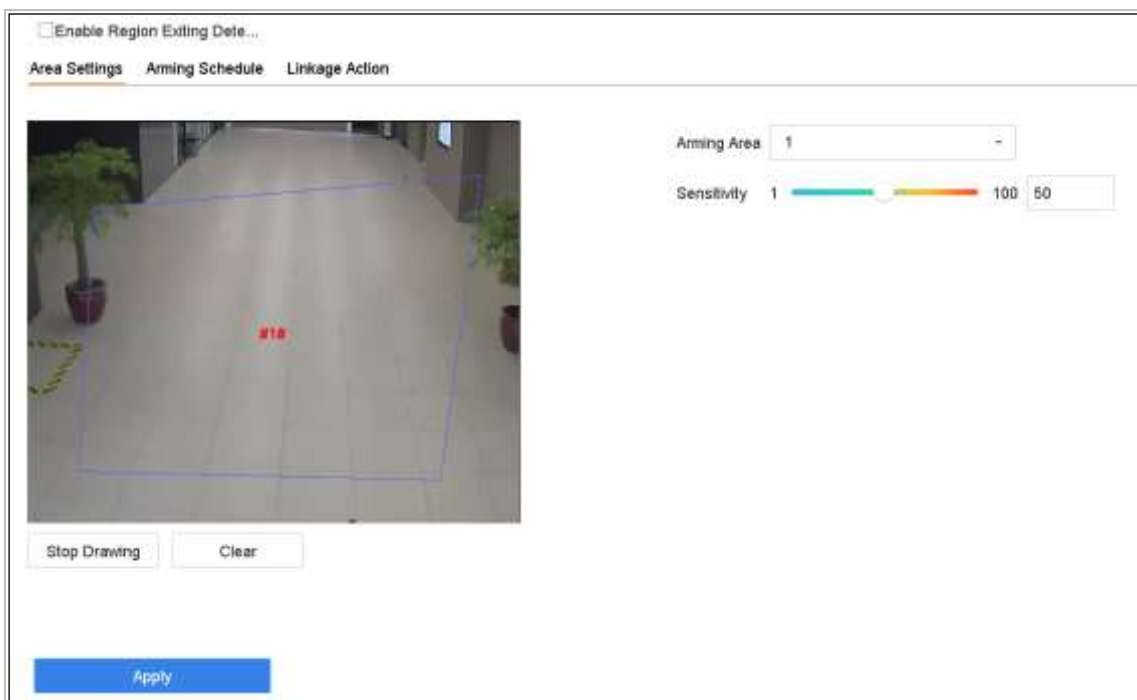 Enable Region Exiting Dete...
Area Settings Arming Schedule Linkage Action
Arming Area 1
Sensitivity 1 100 50
#1#
Stop Drawing Clear
Apply